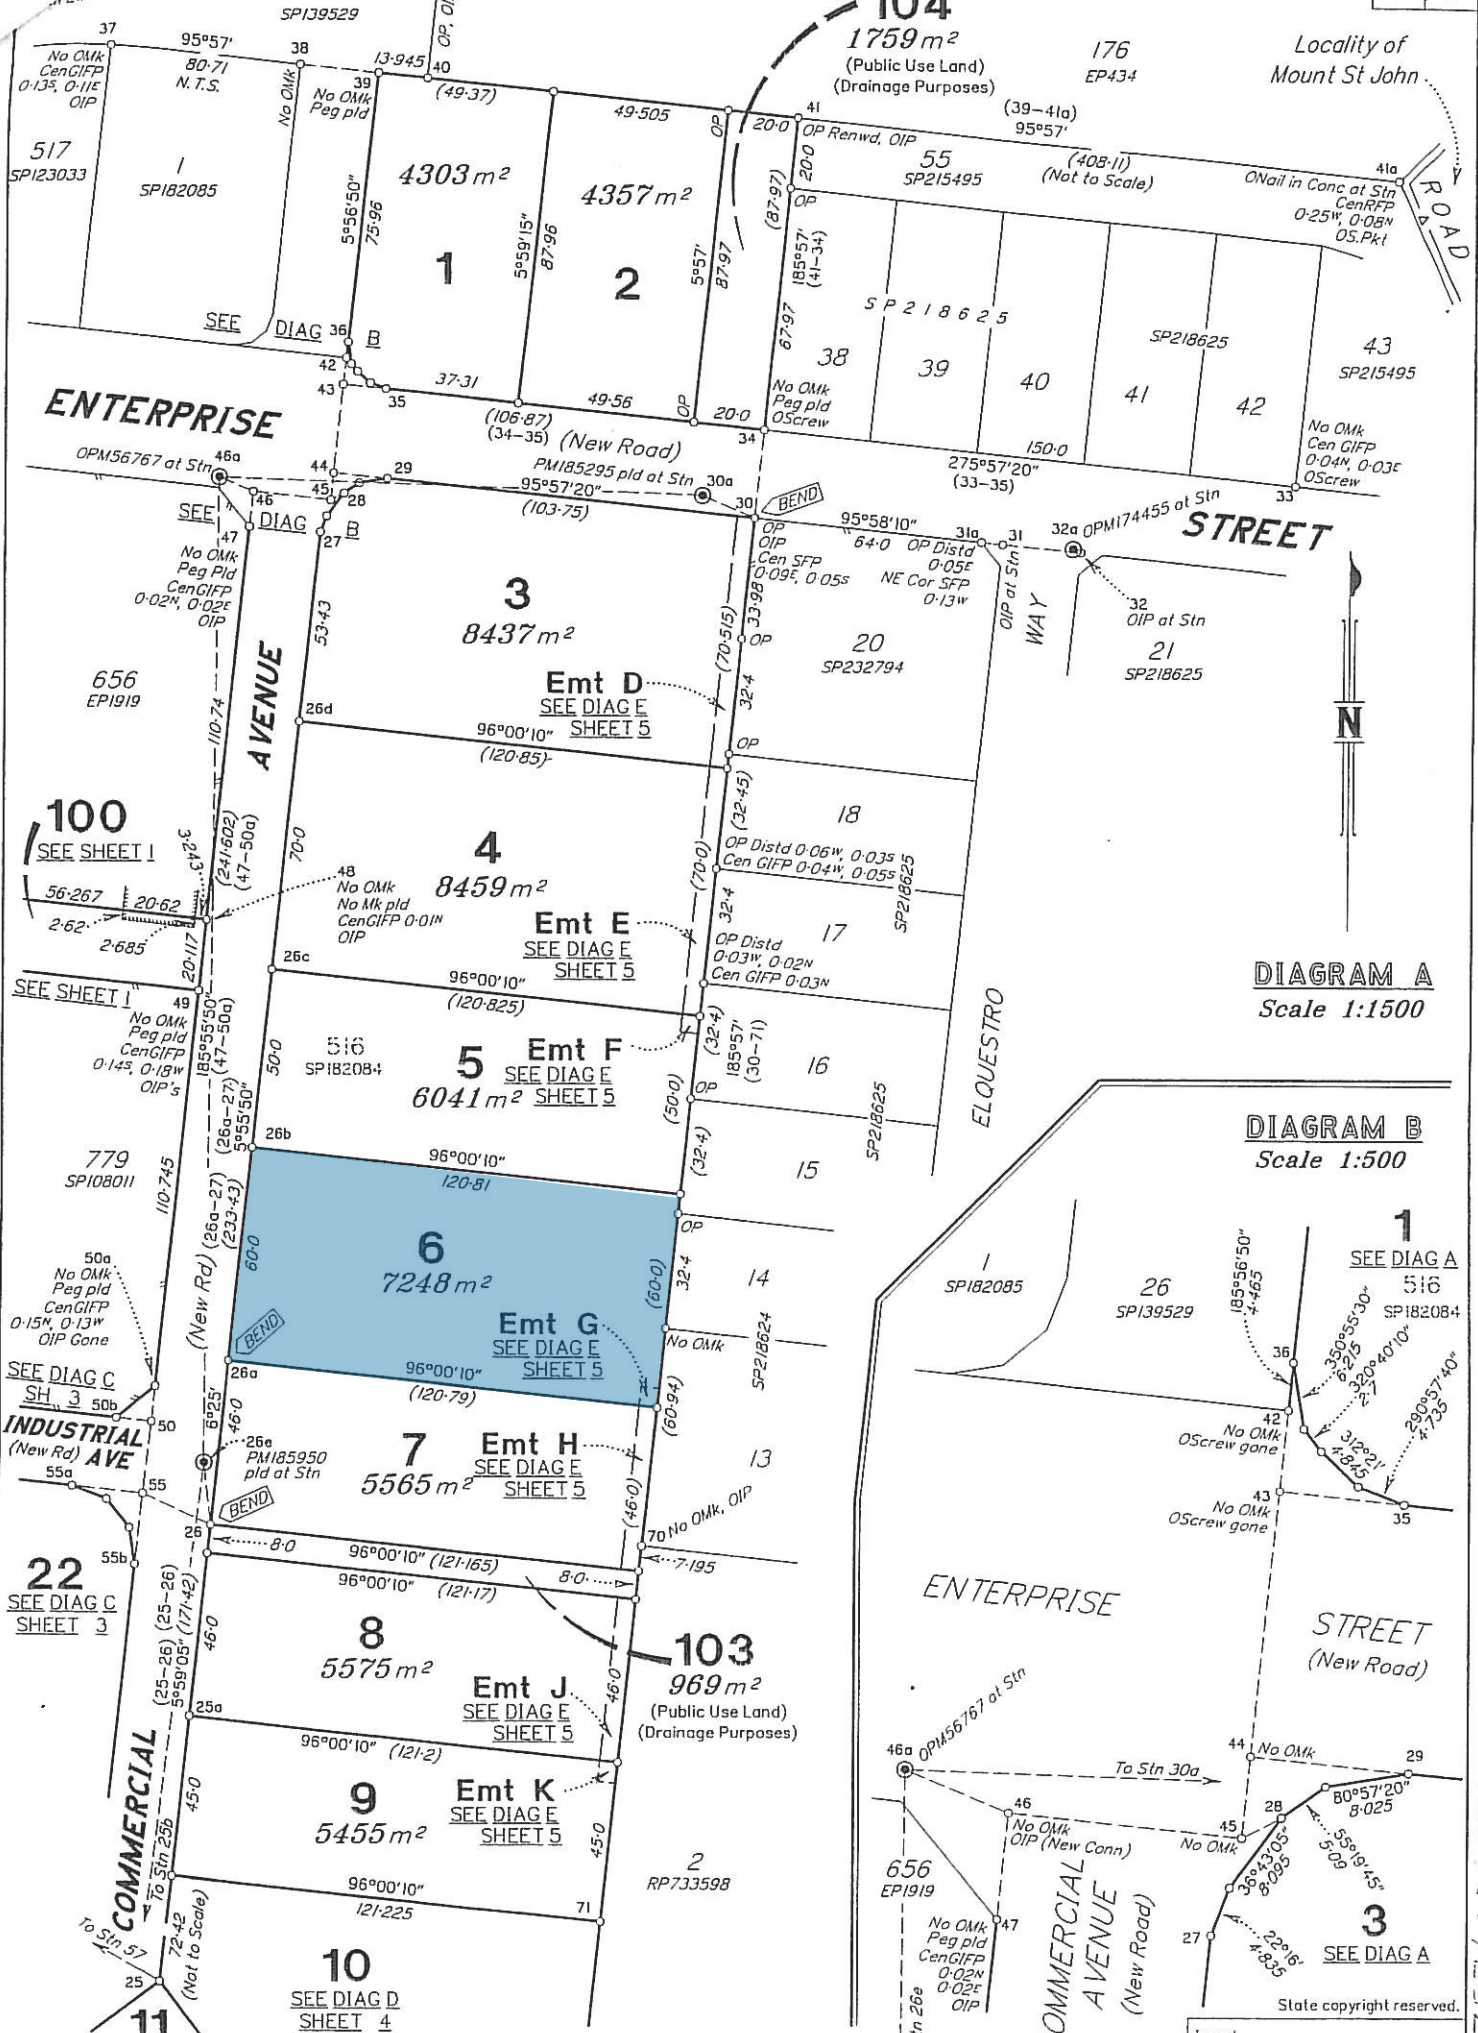 SP139529
104
1759 m²
(Public Use Land)
(Drainage Purposes)
176
EP434
Locality of
Mount St John
37
95°57'
80·71
N.T.S.
38
13·945
39
40
(49·37)
OP
No OMk
CenGIFP
0·13S, 0·11E
OIP
No OMk
No OMk
Peg pld
49·505
OP
20·0
41
OP Renwd, OIP
(39-41a)
95°57'
55
SP215495
(408·11)
(Not to Scale)
41a
ONail in Conc at Stn
CenRFP
0·25W, 0·08N
OS.Pkt
ROAD
517
SP123033
1
SP182085
5°56'50"
75·96
4303 m²
1
5°59'15"
87·96
4357 m²
2
5°57'
87·97
(87·97)
20·0
OP
185°57'
(41-34)
67·97
SP218625
38
39
40
41
SP218625
42
43
SP215495
SEE DIAG B
36
42
43
35
37·31
(106·87)
(34-35)
49·56
OP
20·0
34
No OMk
Peg pld
OScrew
150·0
275°57'20"
(33-35)
No OMk
Cen GIFP
0·04N, 0·03E
OScrew
33
ENTERPRISE
(New Road)
OPM56767 at Stn
46a
44
29
PM185295 pld at Stn
30a
95°57'20"
(103·75)
30
BEND
95°58'10"
64·0
31a
31
32a
OPM174455 at Stn
STREET
SEE DIAG B
46
45
28
47
27
No OMk
Peg Pld
CenGIFP
0·02N, 0·02E
OIP
OP
OIP
Cen SFP
0·09E, 0·05S
OP Distd
0·05E
NE Cor SFP
0·13W
OIP at Stn
WAY
32
OIP at Stn
21
SP218625
20
SP232794
53·43
3
8437 m²
(70·515)
33·98
OP
32·4
Emt D
SEE DIAG E
SHEET 5
656
EP1919
110·74
AVENUE
26d
96°00'10"
(120·85)
OP
N
100
SEE SHEET 1
3·243
(241·602)
(47-50a)
70·0
4
8459 m²
48
No OMk
No Mk pld
CenGIFP 0·01N
OIP
(70·0)
(32·45)
18
OP Distd 0·06W, 0·03S
Cen GIFP 0·04W, 0·05S
SP218625
32·4
17
56·267
20·62
2·62
2·685
20·117
Emt E
SEE DIAG E
SHEET 5
OP Distd
0·03W, 0·02N
Cen GIFP 0·03N
26c
96°00'10"
(120·825)
DIAGRAM A
Scale 1:1500
SEE SHEET 1
49
No OMk
Peg pld
CenGIFP
0·14S, 0·18W
OIP's
185°55'50"
(47-50a)
(26a-27)
5°55'50"
50·0
516
SP182084
5
6041 m²
Emt F
SEE DIAG E
SHEET 5
(32·4)
185°57'
(30-71)
(50·0)
OP
16
SP218625
ELQUESTRO
26b
96°00'10"
120·81
(32·4)
15
DIAGRAM B
Scale 1:500
779
SP108011
110·745
(26a-27)
(233·43)
60·0
6
7248 m²
OP
(60·0)
32·4
14
SP218624
50a
No OMk
Peg pld
CenGIFP
0·15N, 0·13W
OIP Gone
(New Rd)
BEND
Emt G
SEE DIAG E
SHEET 5
No OMk
26a
96°00'10"
(120·79)
(60·94)
SEE DIAG C
SH 3
50b
50
6°25'
46·0
INDUSTRIAL
(New Rd) AVE
26e
PM185950
pld at Stn
7
5565 m²
Emt H
SEE DIAG E
SHEET 5
(46·0)
13
55a
55
BEND
26
70
No OMk, OIP
8·0
96°00'10" (121·165)
7·195
55b
96°00'10" (121·17)
8·0
22
SEE DIAG C
SHEET 3
(25-26)
(25-26)
5°59'05" (171·42)
46·0
8
5575 m²
103
969 m²
(Public Use Land)
(Drainage Purposes)
Emt J
SEE DIAG E
SHEET 5
46·0
25a
96°00'10" (121·2)
COMMERCIAL
45·0
9
5455 m²
Emt K
SEE DIAG E
SHEET 5
45·0
2
RP733598
To Stn 25b
96°00'10"
121·225
71
To Stn 57
72·42
(Not to Scale)
25
10
SEE DIAG D
SHEET 4
11
1
SP182085
26
SP139529
185°56'50"
4·465
1
SEE DIAG A
516
SP182084
36
350°55'30"
6·215
320°40'10"
2·7
290°57'40"
4·735
42
No OMk
OScrew gone
312°21'
4·845
43
No OMk
OScrew gone
35
ENTERPRISE
STREET
(New Road)
46a
OPM56767 at Stn
44
No OMk
29
To Stn 30a
80°57'20"
8·025
46
No OMk
OIP (New Conn)
28
45
No OMk
55°19'45"
5·09
36°43'05"
8·095
656
EP1919
47
No OMk
Peg pld
CenGIFP
0·02N
0·02E
OIP
OMMERCIAL
AVENUE
(New Road)
27
22°16'
4·835
3
SEE DIAG A
n 26e
State copyright reserved.